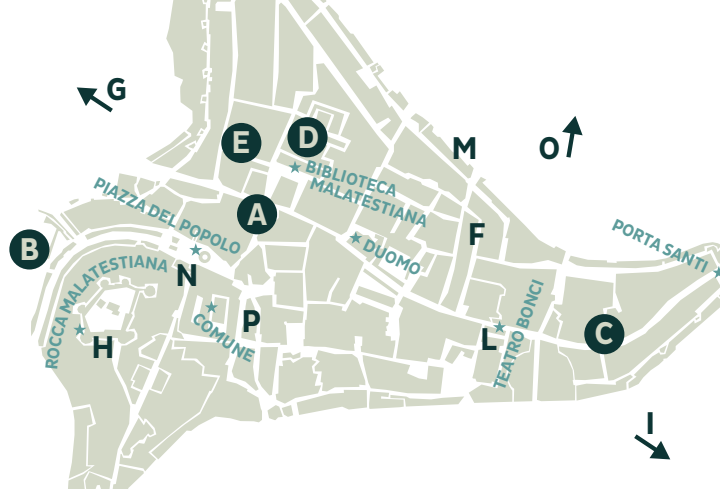 G
M
O
E
D
BIBLIOTECA
MALATESTIANA
PIAZZA DEL POPOLO
A
B
F
DUOMO
PORTA SANTI
ROCCA MALATESTIANA
N
COMUNE
P
H
L
TEATRO BONCI
C
I